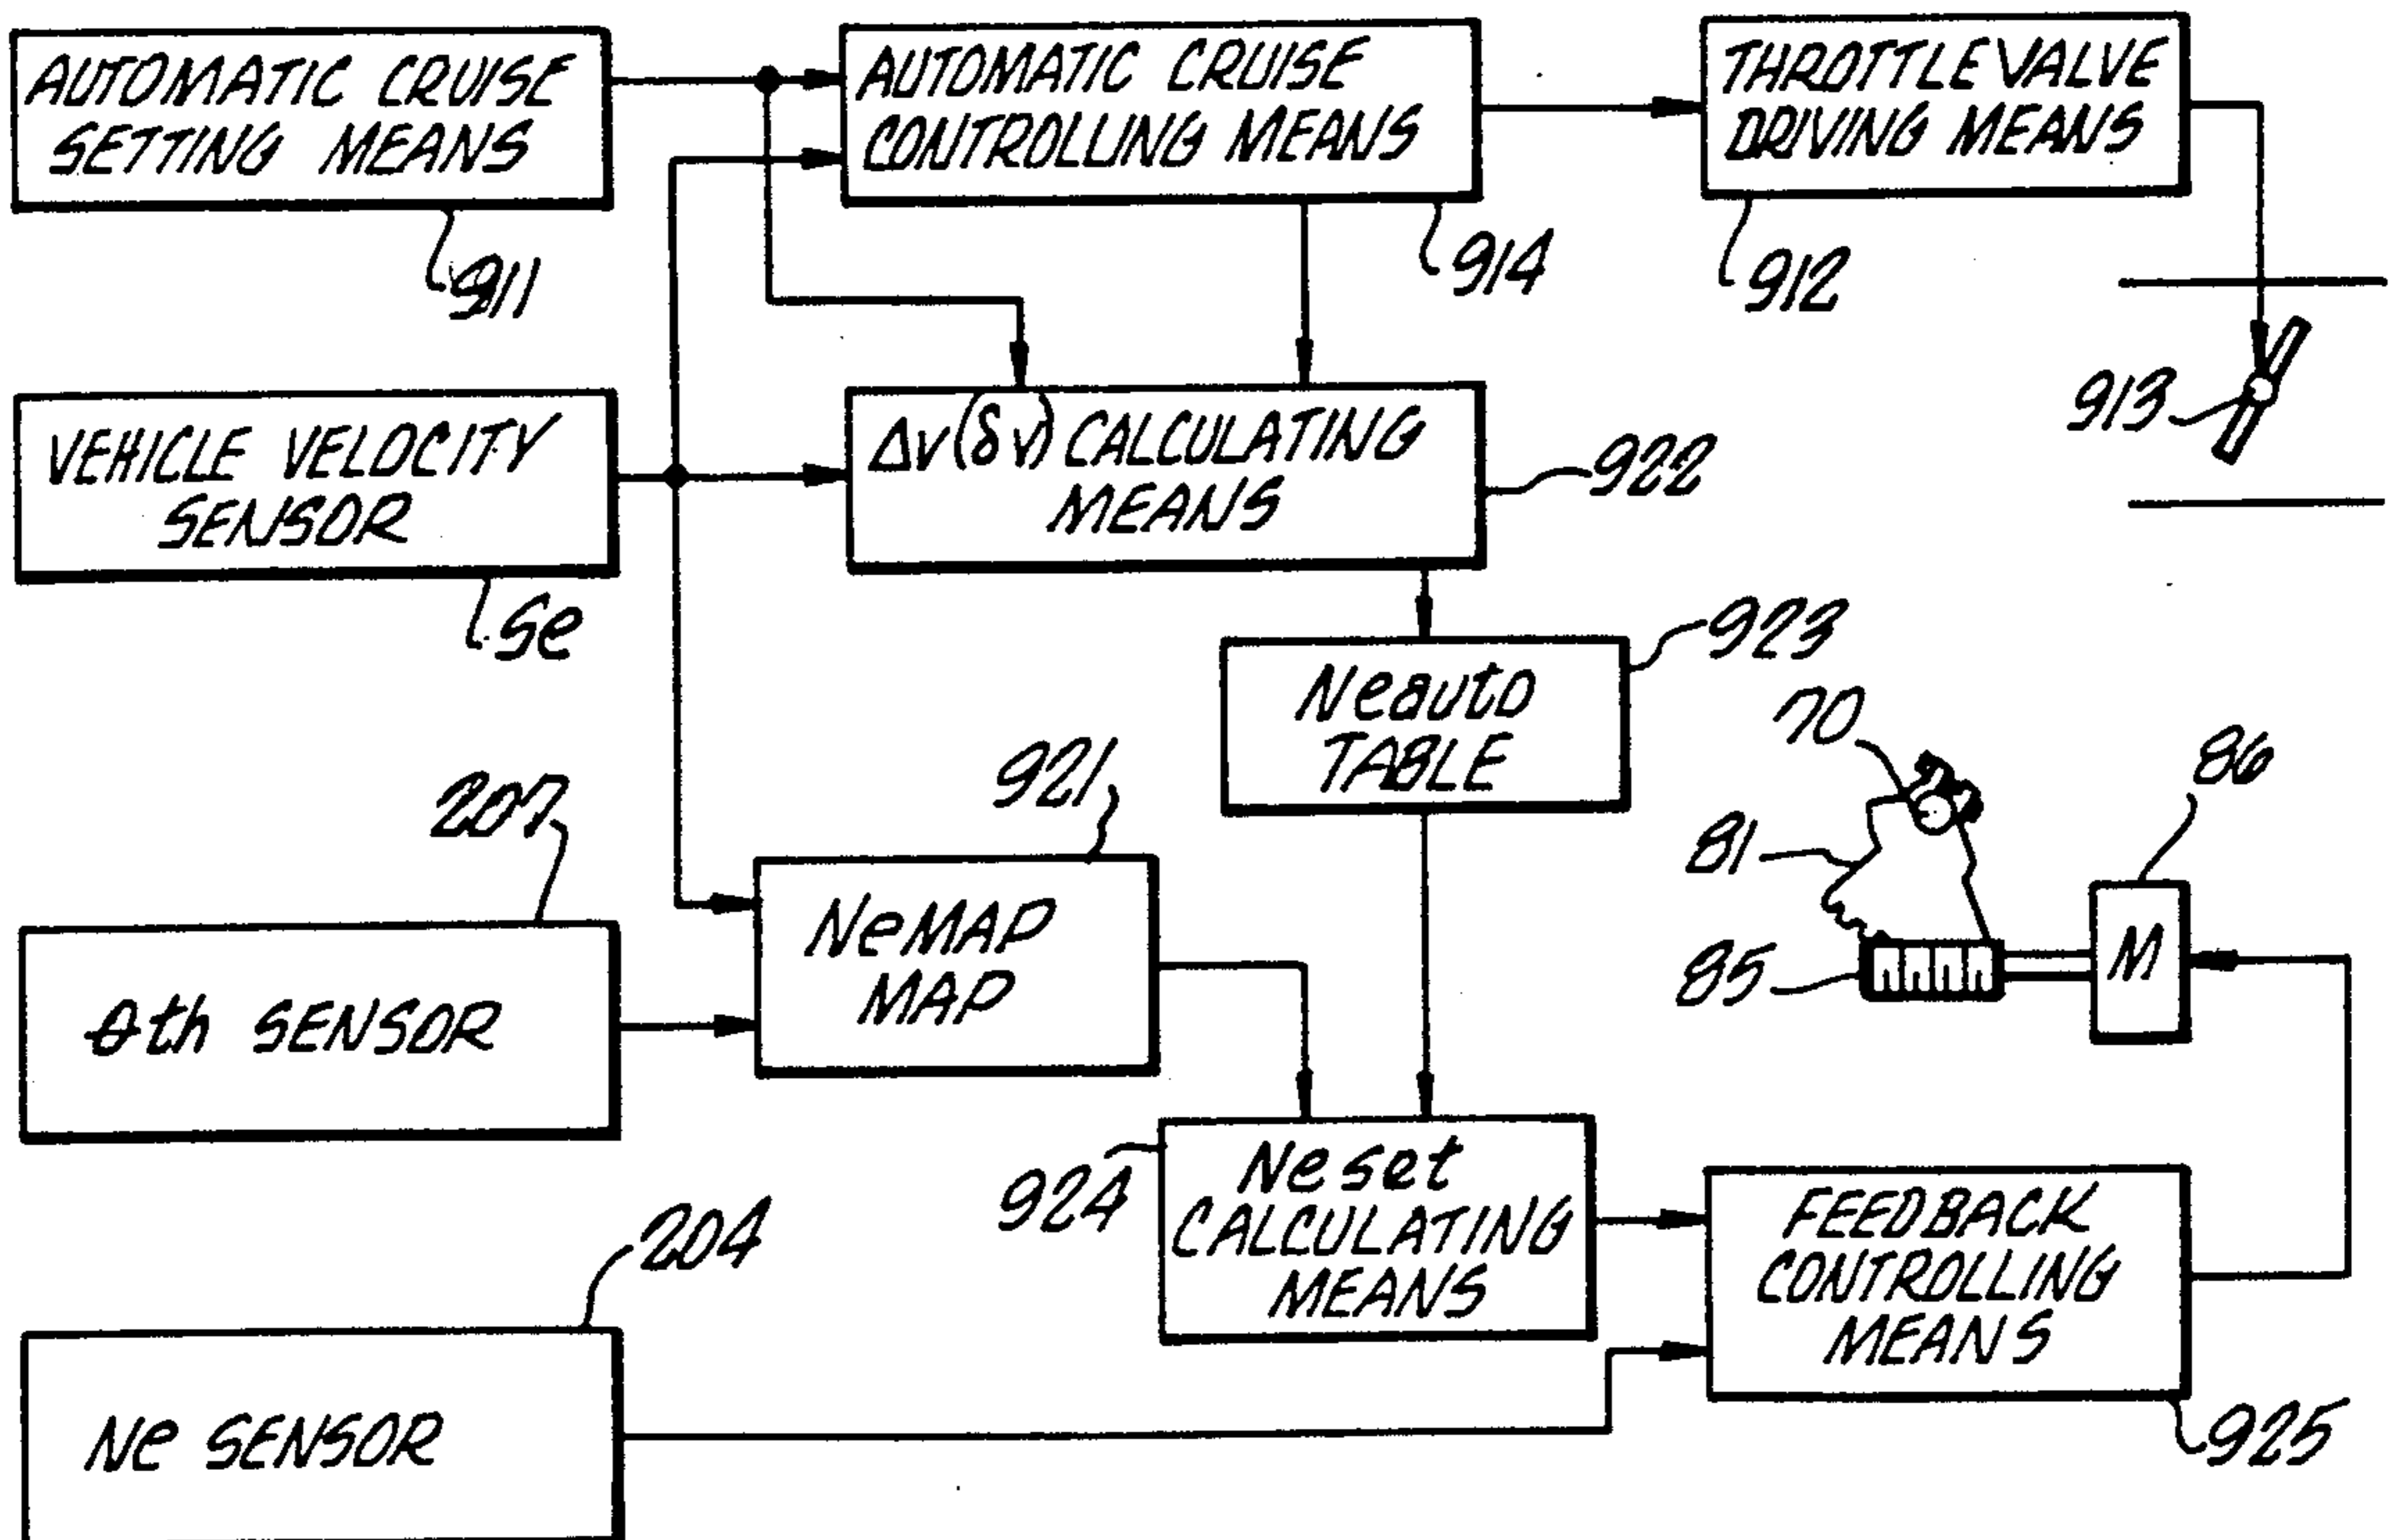 AUTOMATIC CRUISE
SETTING MEANS
911
AUTOMATIC CRUISE
CONTROLLING MEANS
914
THROTTLE VALVE
DRIVING MEANS
912
913
VEHICLE VELOCITY
SENSOR
Se
Δv(δv) CALCULATING
MEANS
922
Neauto
TABLE
923
70
81
85
86
M
207
θth SENSOR
921
NeMAP
MAP
924
Ne set
CALCULATING
MEANS
204
Ne SENSOR
FEEDBACK
CONTROLLING
MEANS
925